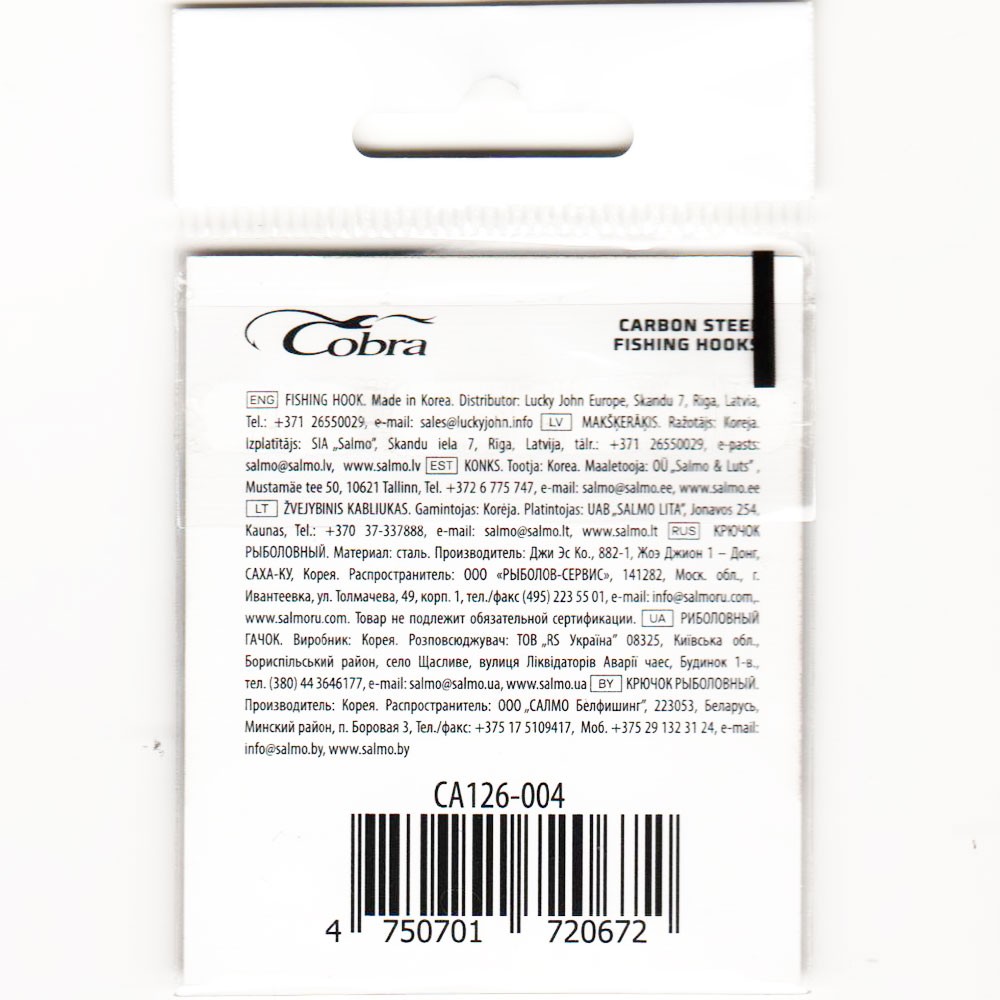 Cobra
CARBON STEEL
FISHING HOOKS
ENG FISHING HOOK. Made in Korea. Distributor: Lucky John Europe, Skandu 7, Riga, Latvia,
Tel.: +371 26550029, e-mail: sales@luckyjohn.info LV MAKŠĶERĀĶIS. Ražotājs: Koreja.
Izplatītājs: SIA „Salmo”, Skandu iela 7, Rīga, Latvija, tālr.: +371 26550029, e-pasts:
salmo@salmo.lv, www.salmo.lv EST KONKS. Tootja: Korea. Maaletooja: OÜ „Salmo & Luts” ,
Mustamäe tee 50, 10621 Tallinn, Tel. +372 6 775 747, e-mail: salmo@salmo.ee, www.salmo.ee
LT ŽVEJYBINIS KABLIUKAS. Gamintojas: Korėja. Platintojas: UAB „SALMO LITA”, Jonavos 254,
Kaunas, Tel.: +370 37-337888, e-mail: salmo@salmo.lt, www.salmo.lt RUS КРЮЧОК
РЫБОЛОВНЫЙ. Материал: сталь. Производитель: Джи Эс Ко., 882-1, Жоэ Джион 1 – Донг,
САХА-КУ, Корея. Распространитель: ООО «РЫБОЛОВ-СЕРВИС», 141282, Моск. обл., г.
Ивантеевка, ул. Толмачева, 49, корп. 1, тел./факс (495) 223 55 01, e-mail: info@salmoru.com,.
www.salmoru.com. Товар не подлежит обязательной сертификации. UA РИБОЛОВНЫЙ
ГАЧОК. Виробник: Корея. Розповсюджувач: ТОВ „RS Україна” 08325, Київська обл.,
Бориспільський район, село Щасливе, вулиця Ліквідаторів Аварії чаес, Будинок 1-в.,
тел. (380) 44 3646177, e-mail: salmo@salmo.ua, www.salmo.ua BY КРЮЧОК РЫБОЛОВНЫЙ.
Производитель: Корея. Распространитель: ООО „САЛМО Белфишинг”, 223053, Беларусь,
Минский район, п. Боровая 3, Тел./факс: +375 17 5109417, Моб. +375 29 132 31 24, e-mail:
info@salmo.by, www.salmo.by
CA126-004
4 750701 720672